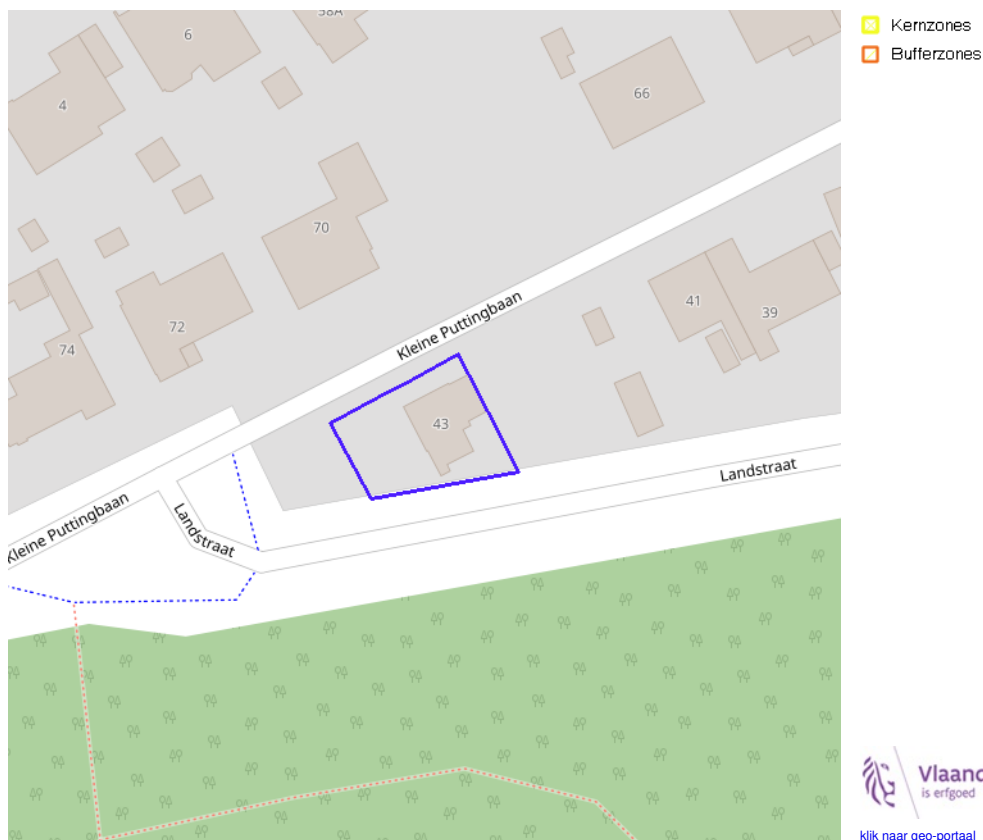 58A
6
4
66
70
72
74
41
39
43
Kleine Puttingbaan
Landstraat
Kleine Puttingbaan
Landstraat
Kernzones
Bufferzones
is erfgoed
klik naar geo-portaal